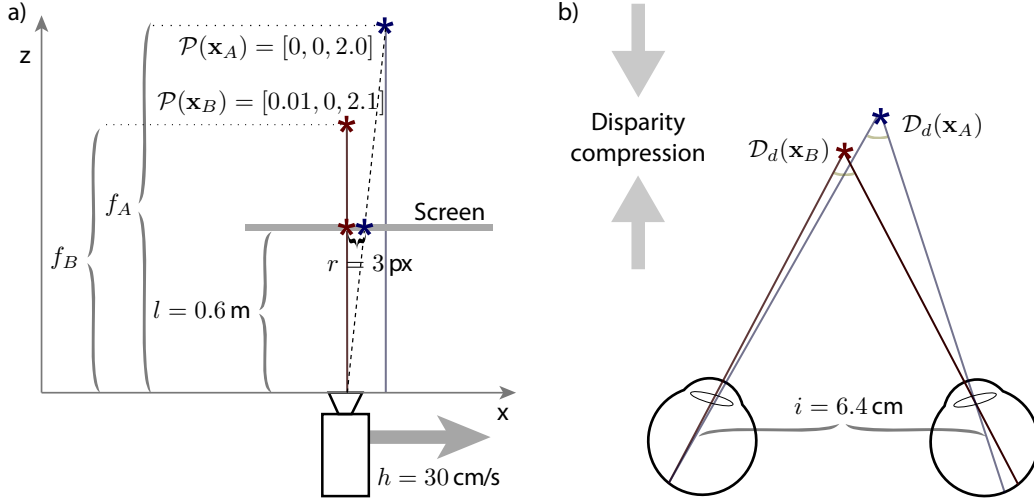 a)
z
𝒫(𝐱_A) = [0, 0, 2.0]
𝒫(𝐱_B) = [0.01, 0, 2.1]
f_A
f_B
Screen
r = 3 px
l = 0.6 m
x
h = 30 cm/s
b)
Disparity
compression
𝒟_d(𝐱_A)
𝒟_d(𝐱_B)
i = 6.4 cm